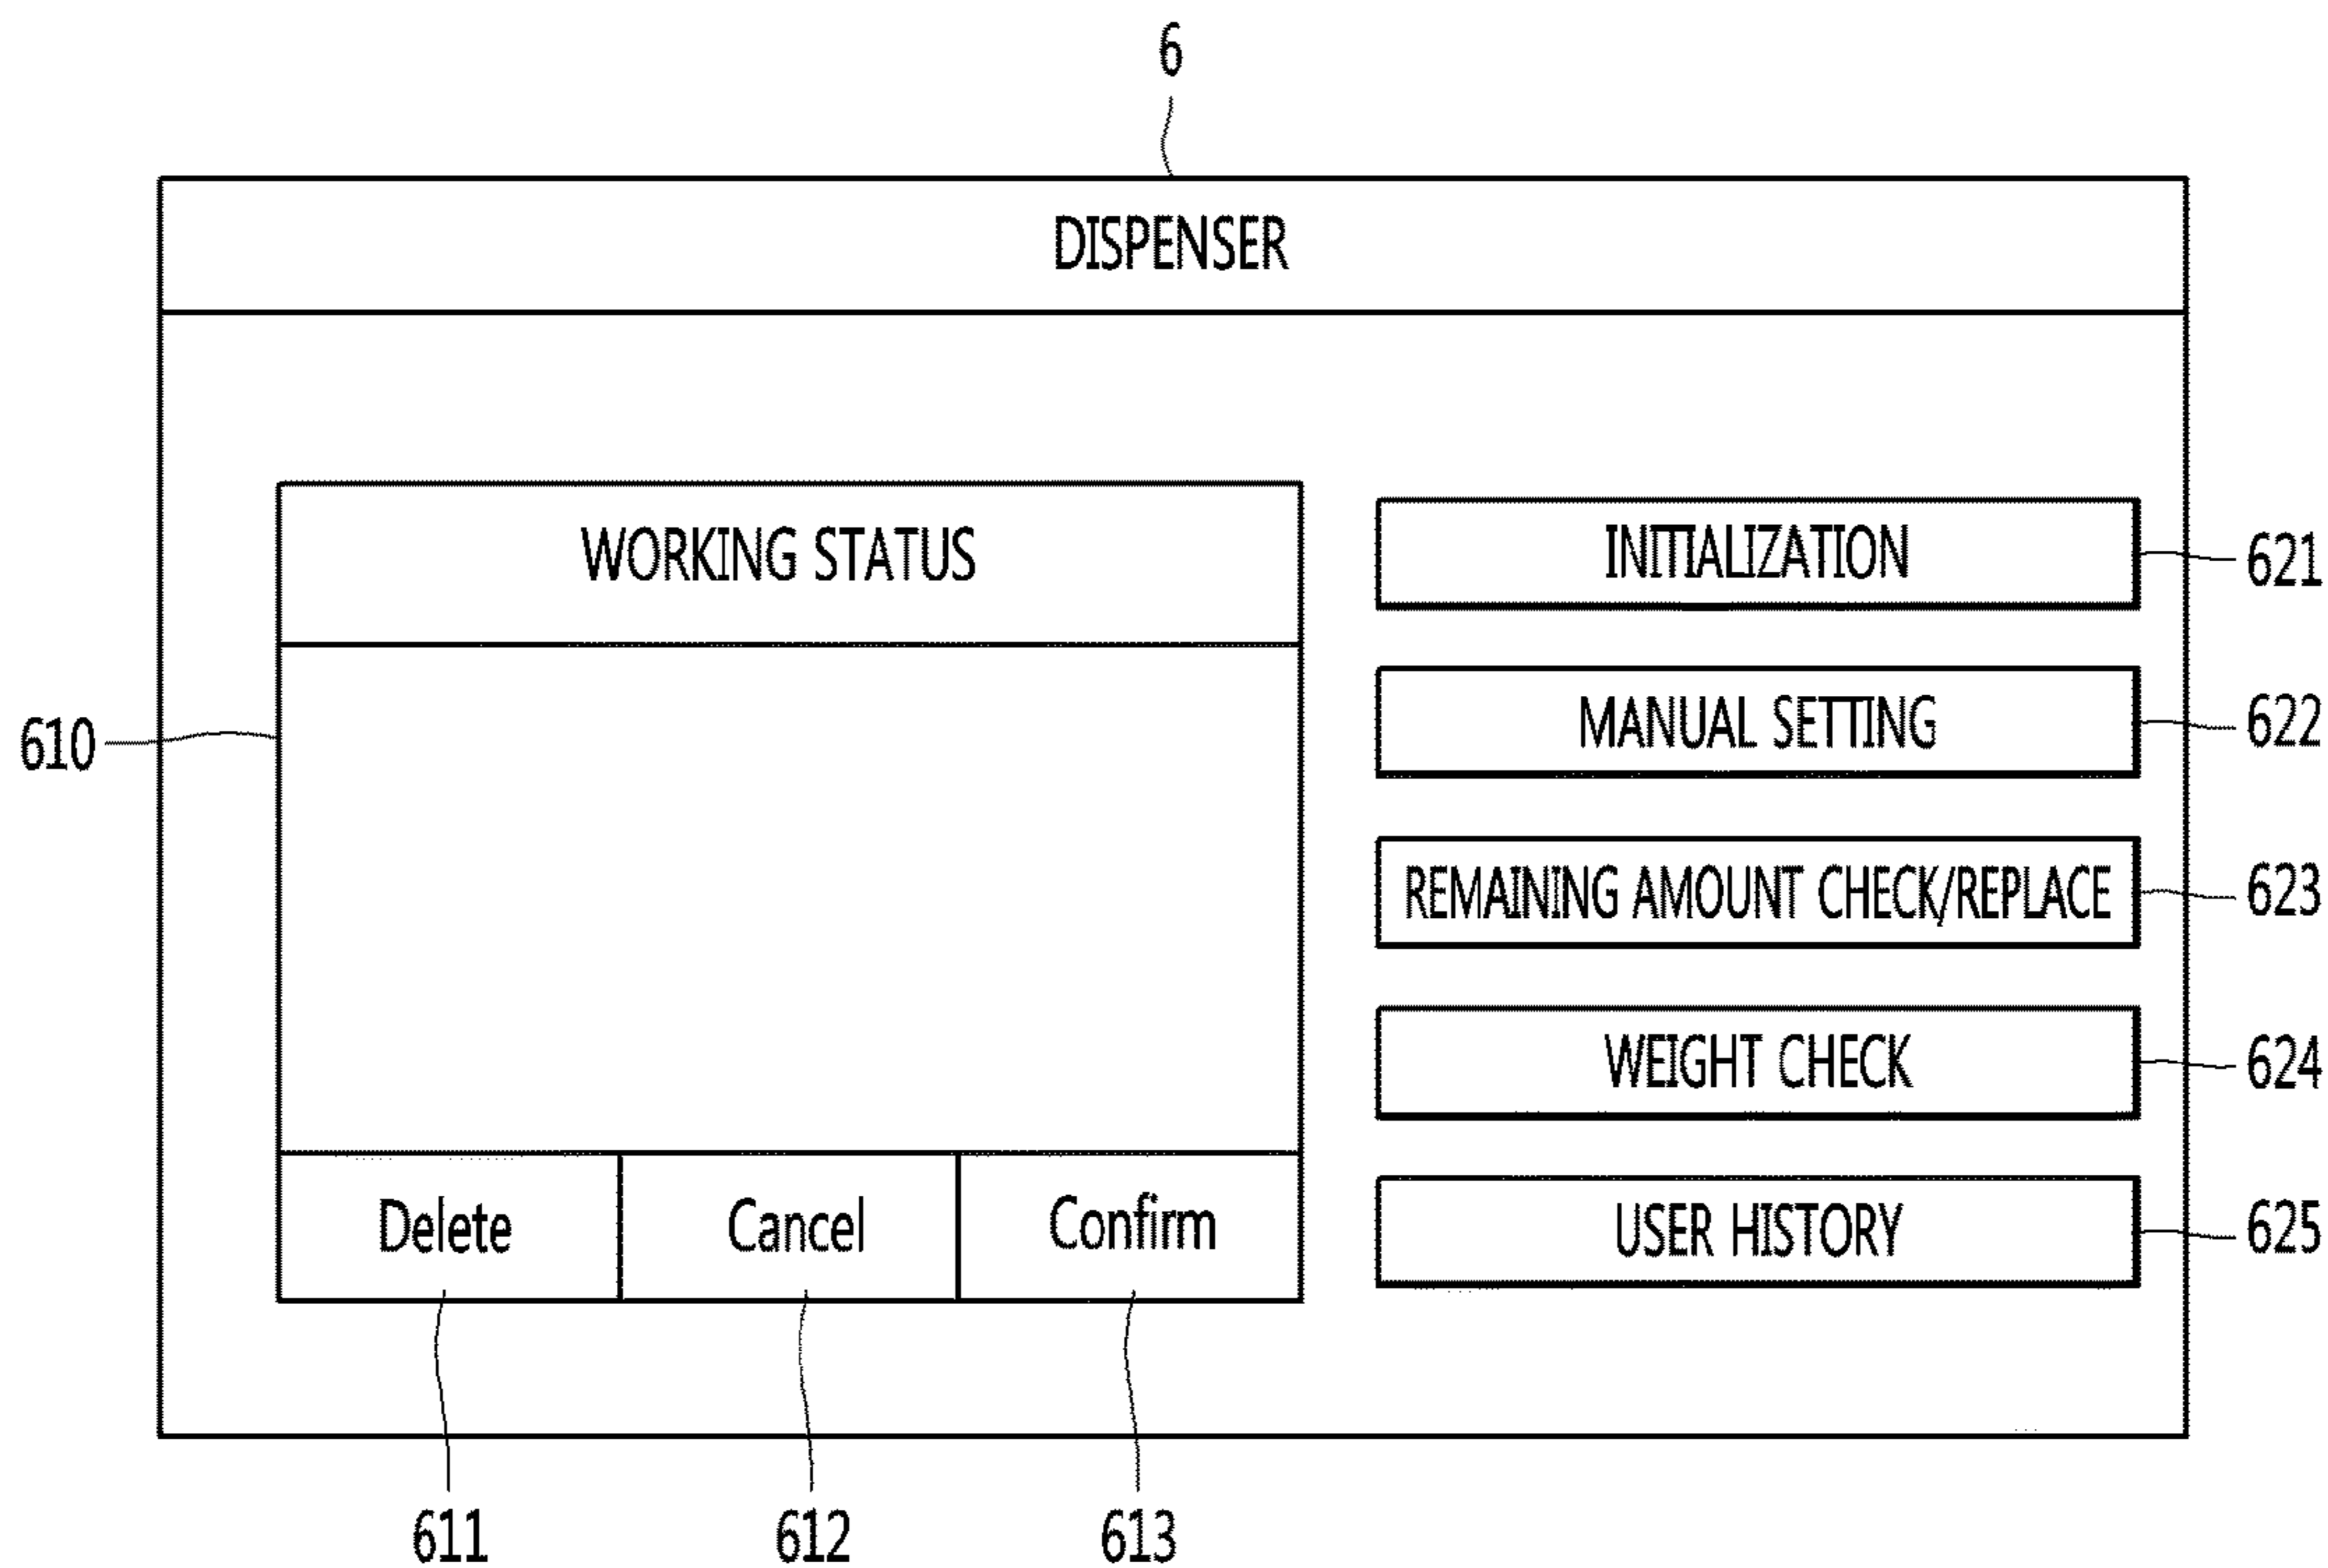 6
DISPENSER
WORKING STATUS
INITIALIZATION
621
MANUAL SETTING
622
610
REMAINING AMOUNT CHECK/REPLACE
623
WEIGHT CHECK
624
Delete Cancel Confirm
USER HISTORY
625
611 612 613